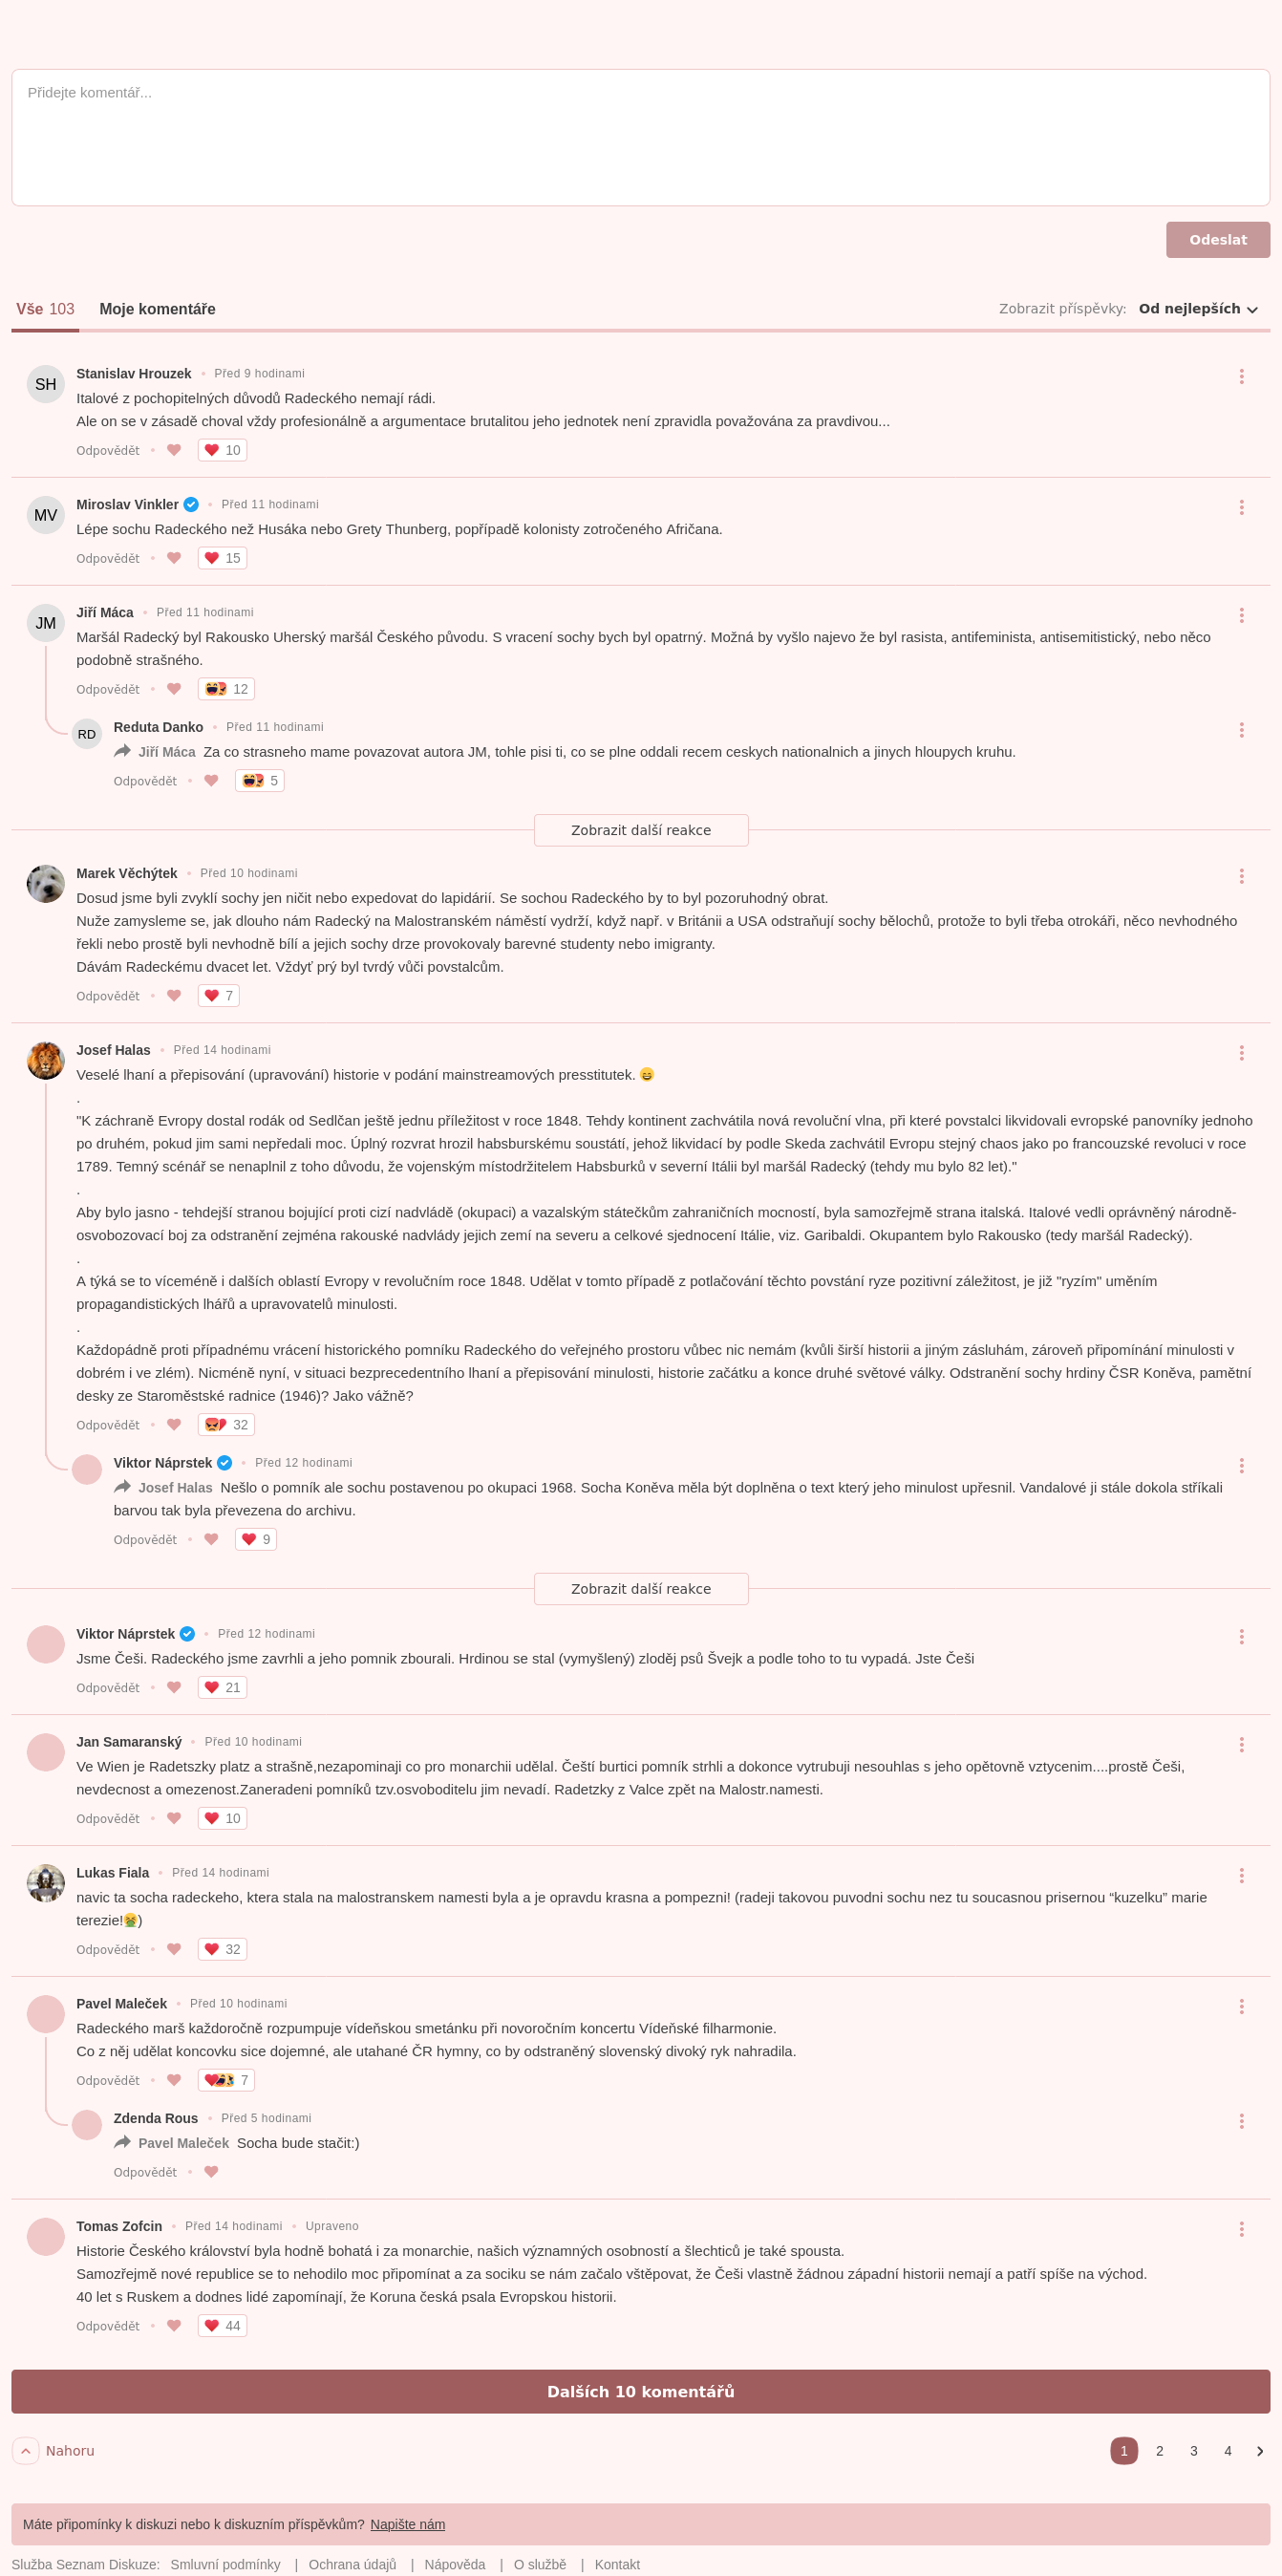 Přidejte komentář...
Odeslat
Vše 103 Moje komentáře Zobrazit příspěvky: Od nejlepších
SH Stanislav Hrouzek • Před 9 hodinami
Italové z pochopitelných důvodů Radeckého nemají rádi.
Ale on se v zásadě choval vždy profesionálně a argumentace brutalitou jeho jednotek není zpravidla považována za pravdivou...
Odpovědět • 10
MV Miroslav Vinkler • Před 11 hodinami
Lépe sochu Radeckého než Husáka nebo Grety Thunberg, popřípadě kolonisty zotročeného Afričana.
Odpovědět • 15
JM Jiří Máca • Před 11 hodinami
Maršál Radecký byl Rakousko Uherský maršál Českého původu. S vracení sochy bych byl opatrný. Možná by vyšlo najevo že byl rasista, antifeminista, antisemitistický, nebo něco
podobně strašného.
Odpovědět • 12
RD Reduta Danko • Před 11 hodinami
Jiří Máca Za co strasneho mame povazovat autora JM, tohle pisi ti, co se plne oddali recem ceskych nationalnich a jinych hloupych kruhu.
Odpovědět • 5
Zobrazit další reakce
Marek Věchýtek • Před 10 hodinami
Dosud jsme byli zvyklí sochy jen ničit nebo expedovat do lapidárií. Se sochou Radeckého by to byl pozoruhodný obrat.
Nuže zamysleme se, jak dlouho nám Radecký na Malostranském náměstí vydrží, když např. v Británii a USA odstraňují sochy bělochů, protože to byli třeba otrokáři, něco nevhodného
řekli nebo prostě byli nevhodně bílí a jejich sochy drze provokovaly barevné studenty nebo imigranty.
Dávám Radeckému dvacet let. Vždyť prý byl tvrdý vůči povstalcům.
Odpovědět • 7
Josef Halas • Před 14 hodinami
Veselé lhaní a přepisování (upravování) historie v podání mainstreamových presstitutek. 😄
.
"K záchraně Evropy dostal rodák od Sedlčan ještě jednu příležitost v roce 1848. Tehdy kontinent zachvátila nová revoluční vlna, při které povstalci likvidovali evropské panovníky jednoho
po druhém, pokud jim sami nepředali moc. Úplný rozvrat hrozil habsburskému soustátí, jehož likvidací by podle Skeda zachvátil Evropu stejný chaos jako po francouzské revoluci v roce
1789. Temný scénář se nenaplnil z toho důvodu, že vojenským místodržitelem Habsburků v severní Itálii byl maršál Radecký (tehdy mu bylo 82 let)."
.
Aby bylo jasno - tehdejší stranou bojující proti cizí nadvládě (okupaci) a vazalským státečkům zahraničních mocností, byla samozřejmě strana italská. Italové vedli oprávněný národně-
osvobozovací boj za odstranění zejména rakouské nadvlády jejich zemí na severu a celkové sjednocení Itálie, viz. Garibaldi. Okupantem bylo Rakousko (tedy maršál Radecký).
.
A týká se to víceméně i dalších oblastí Evropy v revolučním roce 1848. Udělat v tomto případě z potlačování těchto povstání ryze pozitivní záležitost, je již "ryzím" uměním
propagandistických lhářů a upravovatelů minulosti.
.
Každopádně proti případnému vrácení historického pomníku Radeckého do veřejného prostoru vůbec nic nemám (kvůli širší historii a jiným zásluhám, zároveň připomínání minulosti v
dobrém i ve zlém). Nicméně nyní, v situaci bezprecedentního lhaní a přepisování minulosti, historie začátku a konce druhé světové války. Odstranění sochy hrdiny ČSR Koněva, pamětní
desky ze Staroměstské radnice (1946)? Jako vážně?
Odpovědět • 32
Viktor Náprstek • Před 12 hodinami
Josef Halas Nešlo o pomník ale sochu postavenou po okupaci 1968. Socha Koněva měla být doplněna o text který jeho minulost upřesnil. Vandalové ji stále dokola stříkali
barvou tak byla převezena do archivu.
Odpovědět • 9
Zobrazit další reakce
Viktor Náprstek • Před 12 hodinami
Jsme Češi. Radeckého jsme zavrhli a jeho pomnik zbourali. Hrdinou se stal (vymyšlený) zloděj psů Švejk a podle toho to tu vypadá. Jste Češi
Odpovědět • 21
Jan Samaranský • Před 10 hodinami
Ve Wien je Radetszky platz a strašně,nezapominaji co pro monarchii udělal. Čeští burtici pomník strhli a dokonce vytrubuji nesouhlas s jeho opětovně vztycenim....prostě Češi,
nevdecnost a omezenost.Zaneradeni pomníků tzv.osvoboditelu jim nevadí. Radetzky z Valce zpět na Malostr.namesti.
Odpovědět • 10
Lukas Fiala • Před 14 hodinami
navic ta socha radeckeho, ktera stala na malostranskem namesti byla a je opravdu krasna a pompezni! (radeji takovou puvodni sochu nez tu soucasnou prisernou “kuzelku” marie
terezie!🤮)
Odpovědět • 32
Pavel Maleček • Před 10 hodinami
Radeckého marš každoročně rozpumpuje vídeňskou smetánku při novoročním koncertu Vídeňské filharmonie.
Co z něj udělat koncovku sice dojemné, ale utahané ČR hymny, co by odstraněný slovenský divoký ryk nahradila.
Odpovědět • 7
Zdenda Rous • Před 5 hodinami
Pavel Maleček Socha bude stačit:)
Odpovědět •
Tomas Zofcin • Před 14 hodinami • Upraveno
Historie Českého království byla hodně bohatá i za monarchie, našich významných osobností a šlechticů je také spousta.
Samozřejmě nové republice se to nehodilo moc připomínat a za sociku se nám začalo vštěpovat, že Češi vlastně žádnou západní historii nemají a patří spíše na východ.
40 let s Ruskem a dodnes lidé zapomínají, že Koruna česká psala Evropskou historii.
Odpovědět • 44
Dalších 10 komentářů
Nahoru 1 2 3 4
Máte připomínky k diskuzi nebo k diskuzním příspěvkům? Napište nám
Služba Seznam Diskuze: Smluvní podmínky | Ochrana údajů | Nápověda | O službě | Kontakt